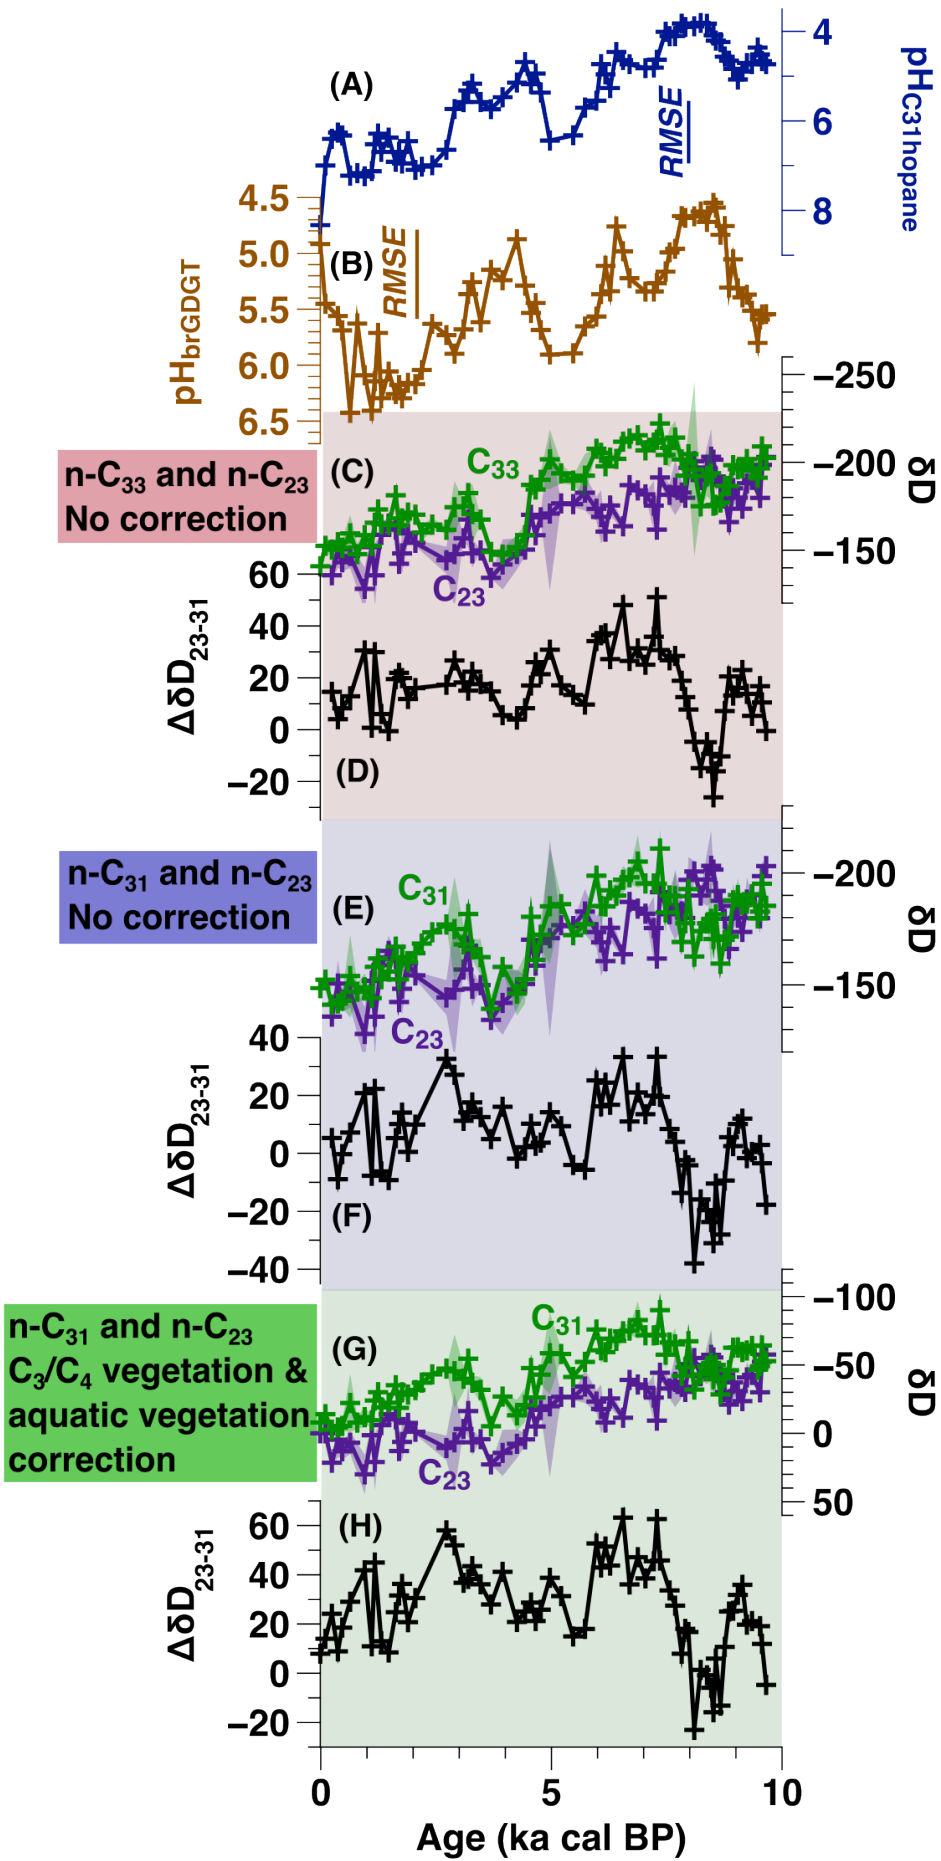 (A)
4
6
8
pHC31hopane
RMSE
4.5
5.0
5.5
6.0
6.5
pHbrGDGT
(B)
RMSE
−250
−200
−150
δD
n-C33 and n-C23
No correction
(C)
C33
C23
60
40
20
0
−20
ΔδD23-31
(D)
n-C31 and n-C23
No correction
(E)
C31
C23
−200
−150
δD
40
20
0
−20
−40
ΔδD23-31
(F)
n-C31 and n-C23
C3/C4 vegetation &
aquatic vegetation
correction
(G)
C31
C23
−100
−50
0
50
δD
60
40
20
0
−20
ΔδD23-31
(H)
0 5 10
Age (ka cal BP)